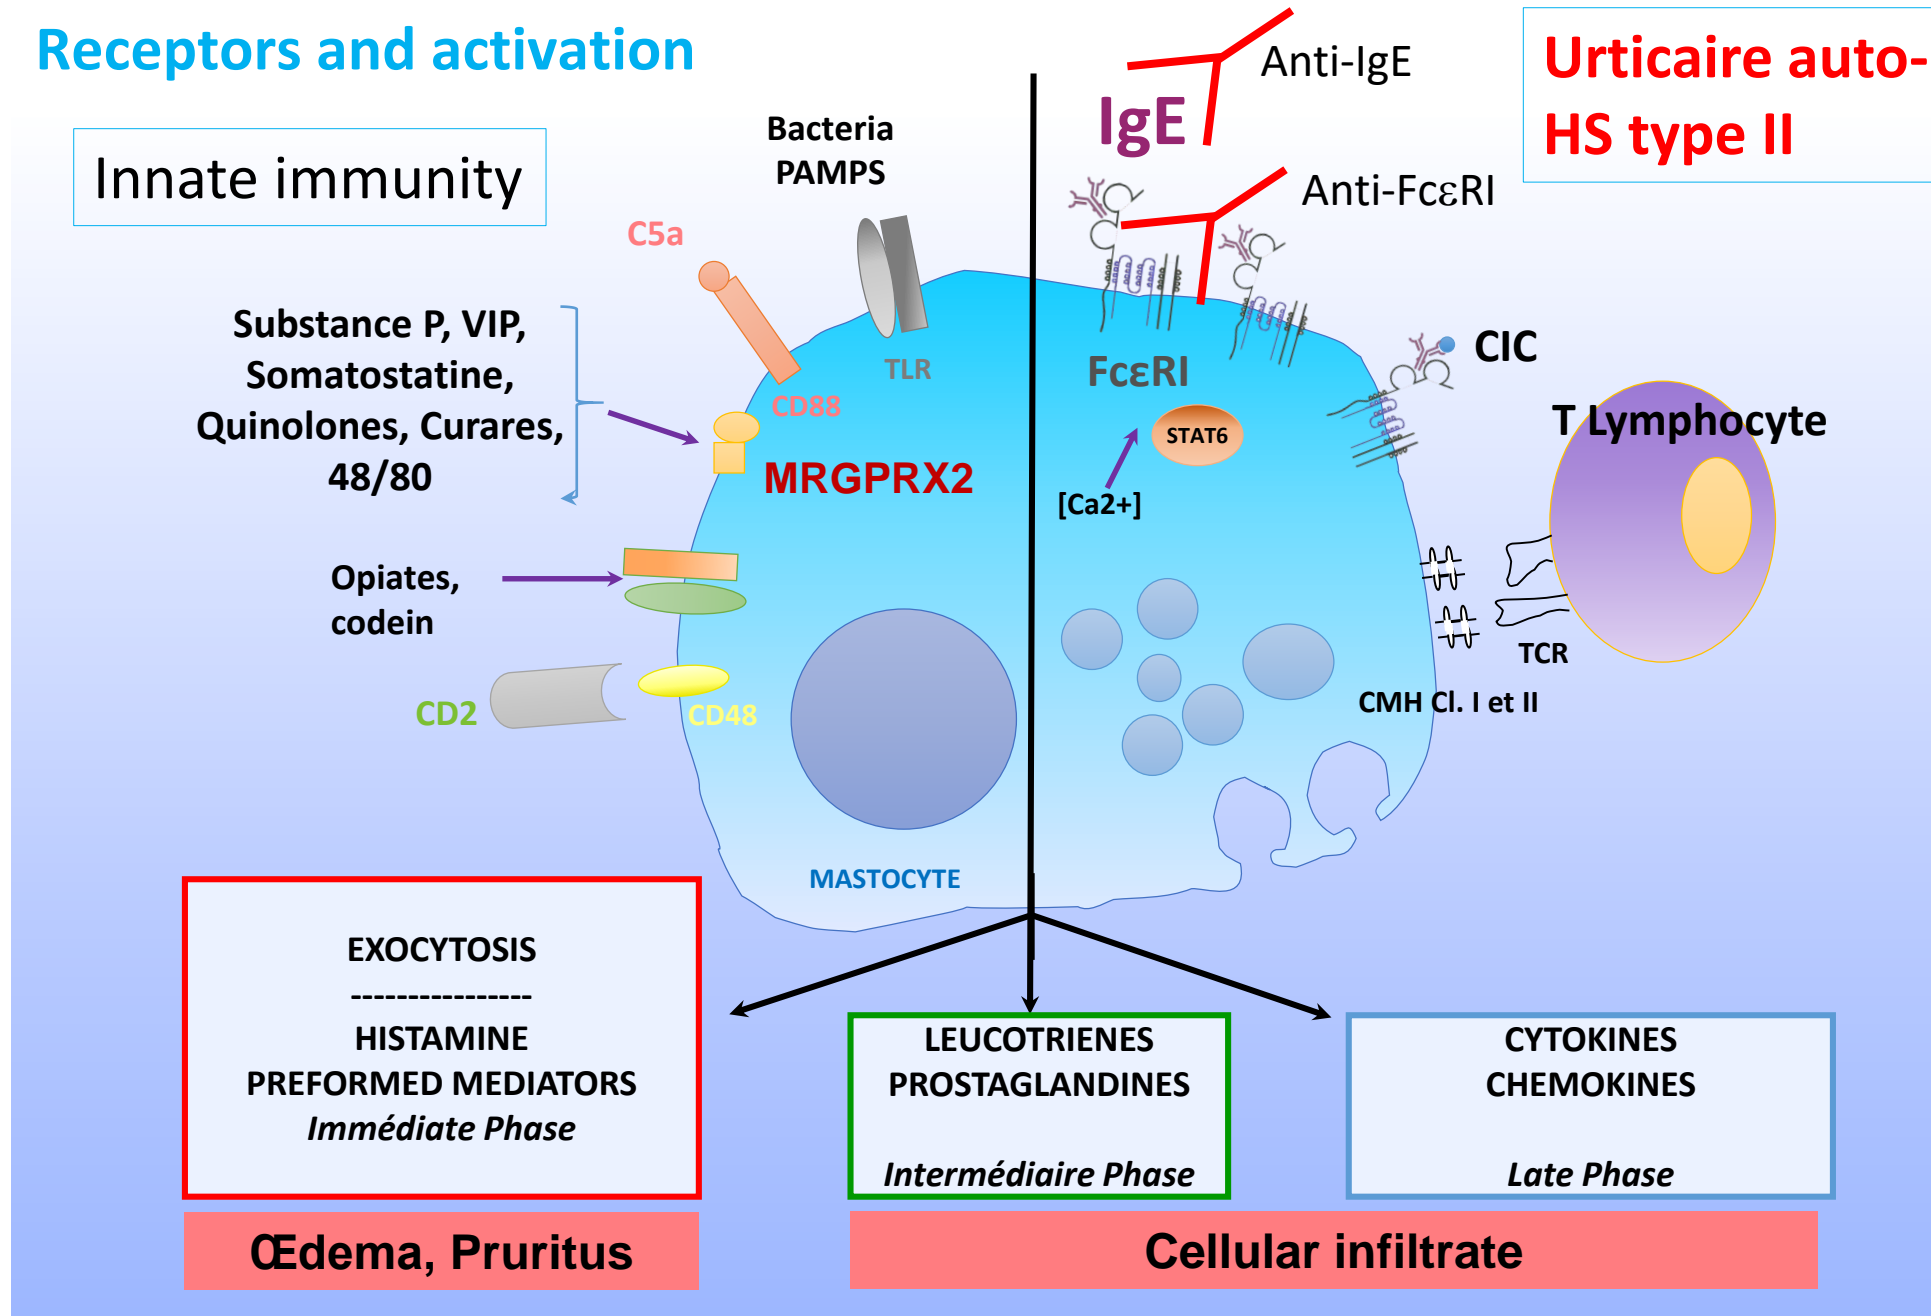 Receptors and activation
Innate immunity
Bacteria
PAMPS
C5a
Substance P, VIP,
Somatostatine,
Quinolones, Curares,
48/80
TLR
CD88
MRGPRX2
Opiates,
codein
CD2
CD48
MASTOCYTE
Anti-IgE
IgE
Anti-FcεRI
Urticaire auto-
HS type II
FcεRI
STAT6
[Ca2+]
CIC
T Lymphocyte
TCR
CMH Cl. I et II
EXOCYTOSIS
----------------
HISTAMINE
PREFORMED MEDIATORS
Immédiate Phase
LEUCOTRIENES
PROSTAGLANDINES
Intermédiaire Phase
CYTOKINES
CHEMOKINES
Late Phase
Œdema, Pruritus
Cellular infiltrate